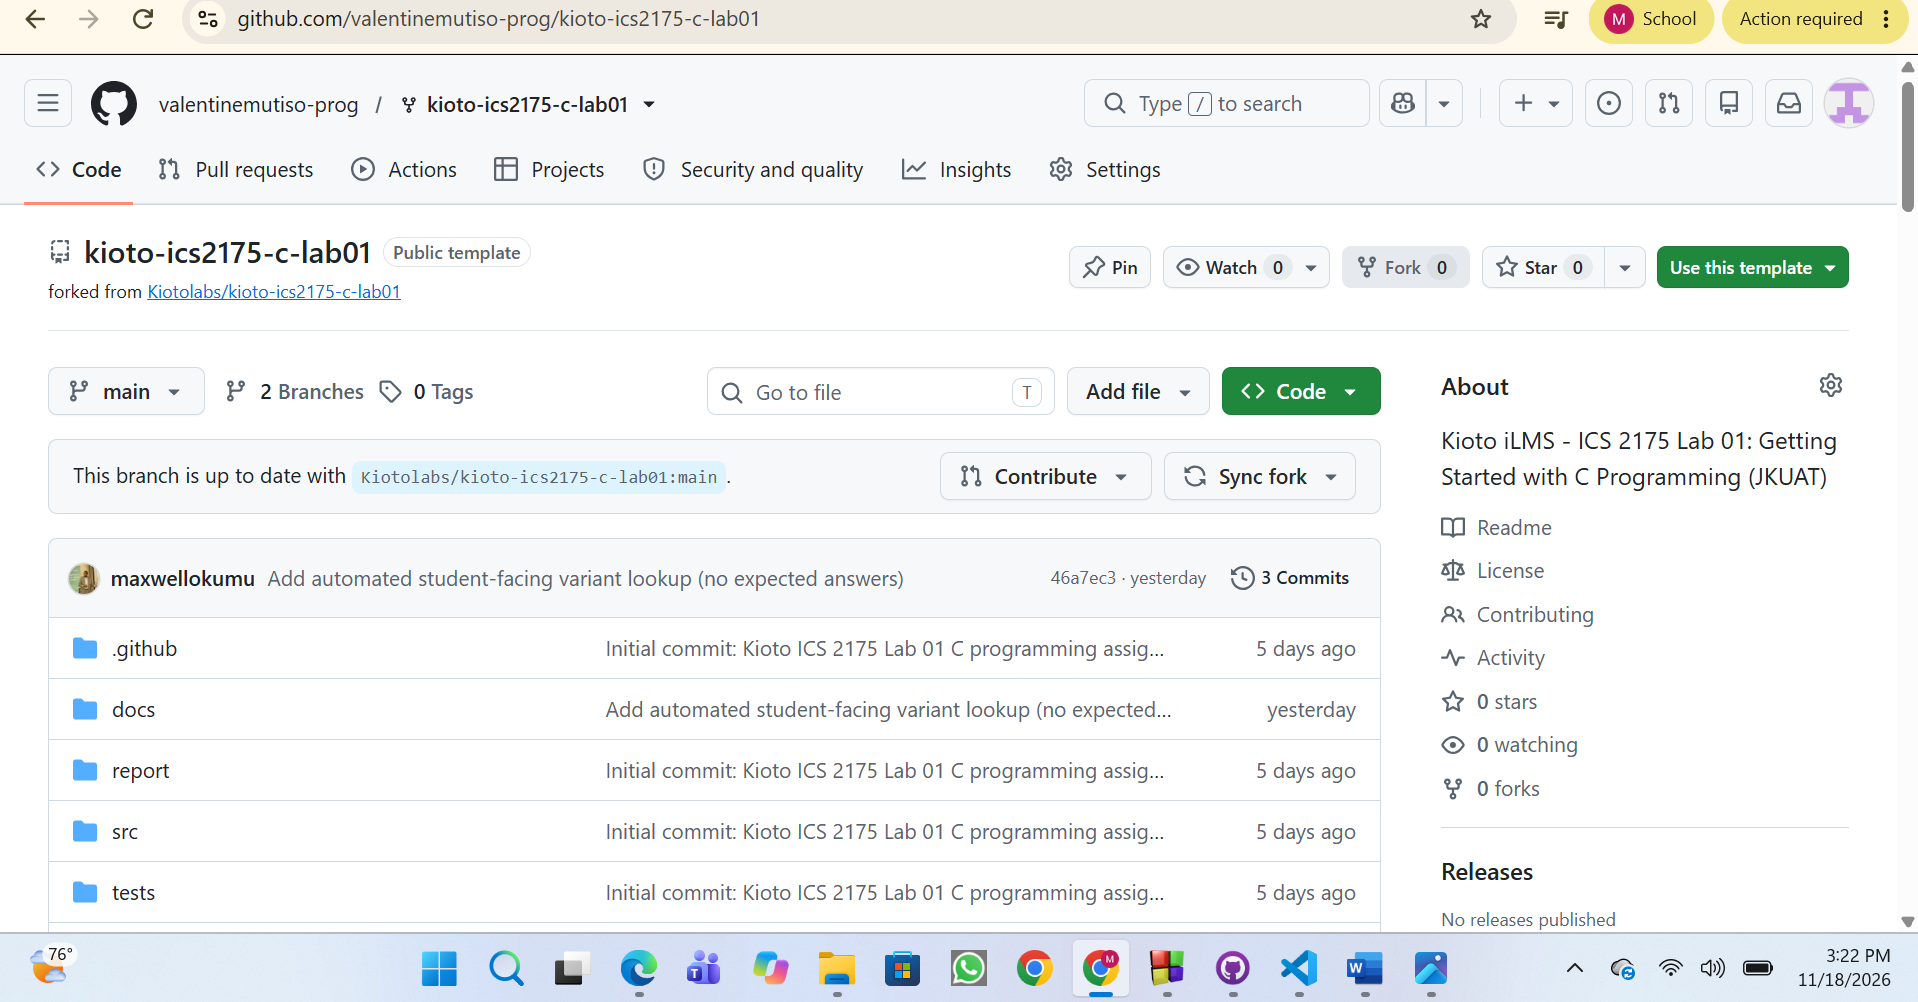 github.com/valentinemutiso-prog/kioto-ics2175-c-lab01
M School
Action required
valentinemutiso-prog / kioto-ics2175-c-lab01
Type / to search
Code
Pull requests
Actions
Projects
Security and quality
Insights
Settings
kioto-ics2175-c-lab01 Public template
forked from Kiotolabs/kioto-ics2175-c-lab01
Pin
Watch 0
Fork 0
Star 0
Use this template
main
2 Branches
0 Tags
Go to file T
Add file
Code
This branch is up to date with Kiotolabs/kioto-ics2175-c-lab01:main .
Contribute
Sync fork
maxwellokumu Add automated student-facing variant lookup (no expected answers) 46a7ec3 · yesterday 3 Commits
.github Initial commit: Kioto ICS 2175 Lab 01 C programming assig... 5 days ago
docs Add automated student-facing variant lookup (no expected... yesterday
report Initial commit: Kioto ICS 2175 Lab 01 C programming assig... 5 days ago
src Initial commit: Kioto ICS 2175 Lab 01 C programming assig... 5 days ago
tests Initial commit: Kioto ICS 2175 Lab 01 C programming assig... 5 days ago
About
Kioto iLMS - ICS 2175 Lab 01: Getting
Started with C Programming (JKUAT)
Readme
License
Contributing
Activity
0 stars
0 watching
0 forks
Releases
No releases published
76°
T
M
W
3:22 PM
11/18/2026